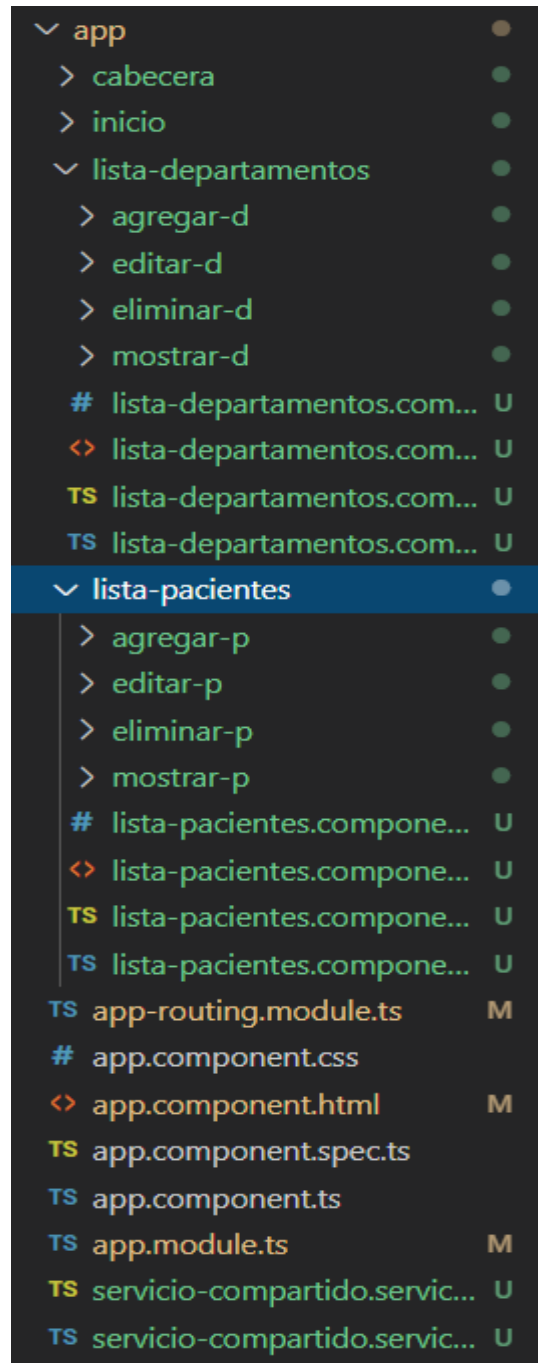 app
cabecera
inicio
lista-departamentos
agregar-d
editar-d
eliminar-d
mostrar-d
# lista-departamentos.com... U
<> lista-departamentos.com... U
TS lista-departamentos.com... U
TS lista-departamentos.com... U
lista-pacientes
agregar-p
editar-p
eliminar-p
mostrar-p
# lista-pacientes.compone... U
<> lista-pacientes.compone... U
TS lista-pacientes.compone... U
TS lista-pacientes.compone... U
TS app-routing.module.ts M
# app.component.css
<> app.component.html M
TS app.component.spec.ts
TS app.component.ts
TS app.module.ts M
TS servicio-compartido.servic... U
TS servicio-compartido.servic... U